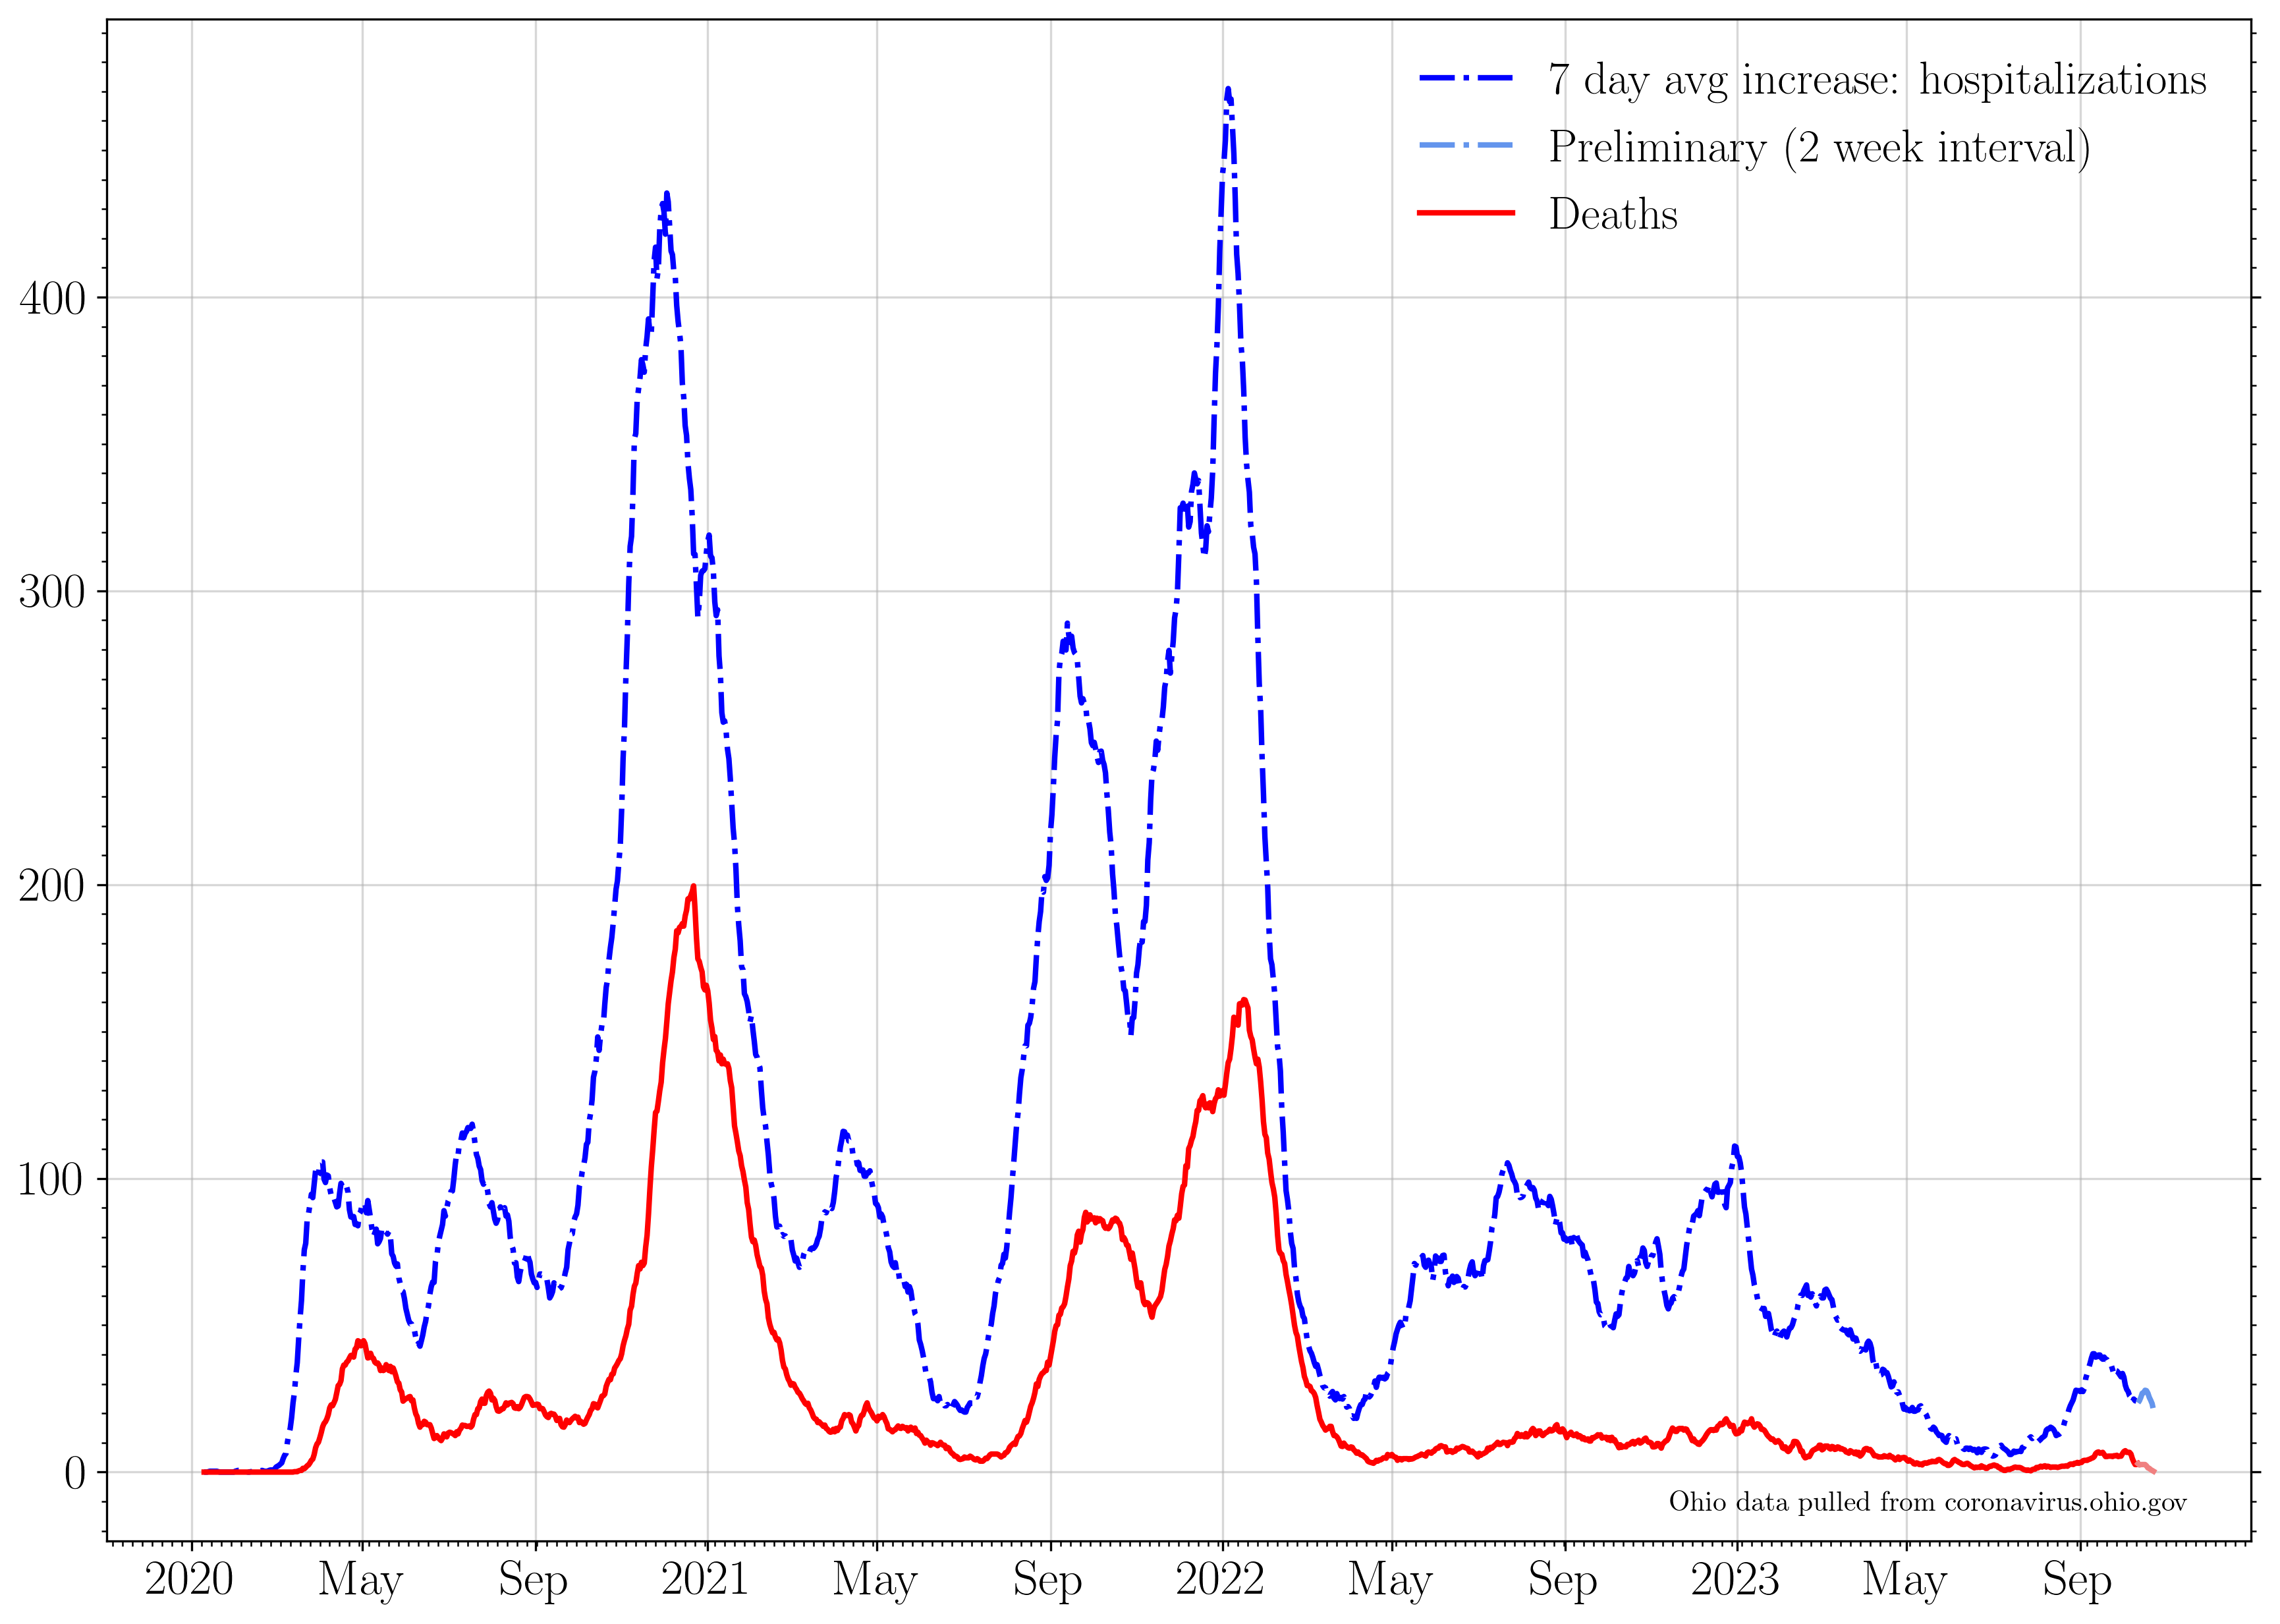 7 day avg increase: hospitalizations
Preliminary (2 week interval)
Deaths
400
300
200
100
0
Ohio data pulled from coronavirus.ohio.gov
2020 May Sep 2021 May Sep 2022 May Sep 2023 May Sep